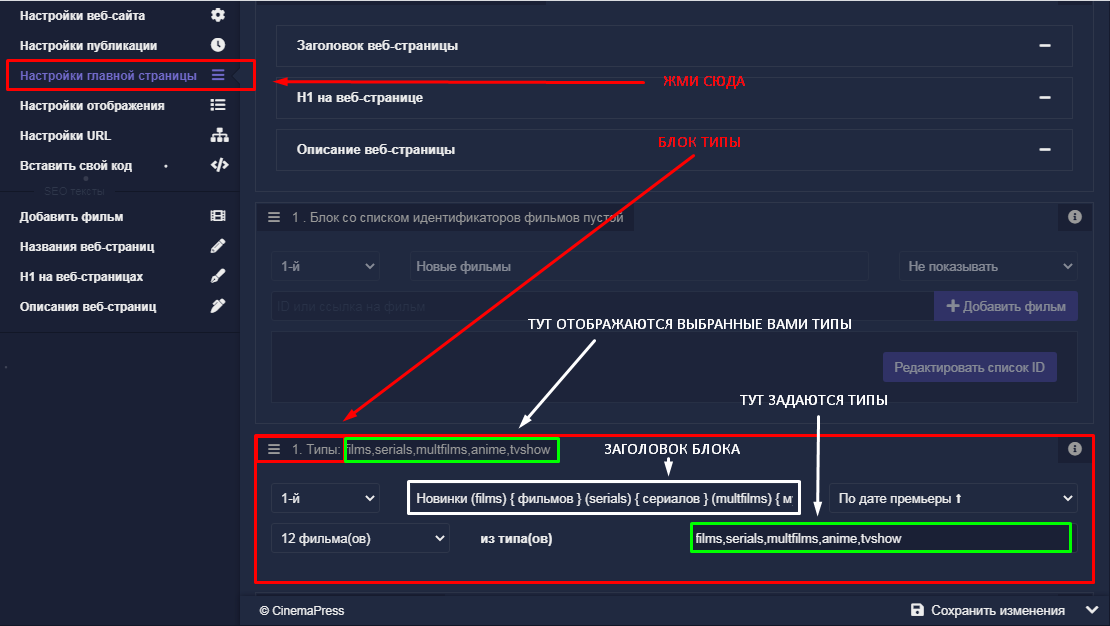 Настройки веб-сайта
Настройки публикации
Настройки главной страницы
Настройки отображения
Настройки URL
Вставить свой код
SEO тексты
Добавить фильм
Названия веб-страниц
H1 на веб-страницах
Описания веб-страниц
Заголовок веб-страницы
ЖМИ СЮДА
H1 на веб-странице
БЛОК ТИПЫ
Описание веб-страницы
1 . Блок со списком идентификаторов фильмов пустой
1-й
Новые фильмы
Не показывать
ID или ссылка на фильм
Добавить фильм
ТУТ ОТОБРАЖАЮТСЯ ВЫБРАННЫЕ ВАМИ ТИПЫ
Редактировать список ID
ТУТ ЗАДАЮТСЯ ТИПЫ
1. Типы: films,serials,multfilms,anime,tvshow
ЗАГОЛОВОК БЛОКА
1-й
Новинки (films) { фильмов } (serials) { сериалов } (multfilms) { м
По дате премьеры ⬆
12 фильма(ов)
из типа(ов)
films,serials,multfilms,anime,tvshow
© CinemaPress
Сохранить изменения